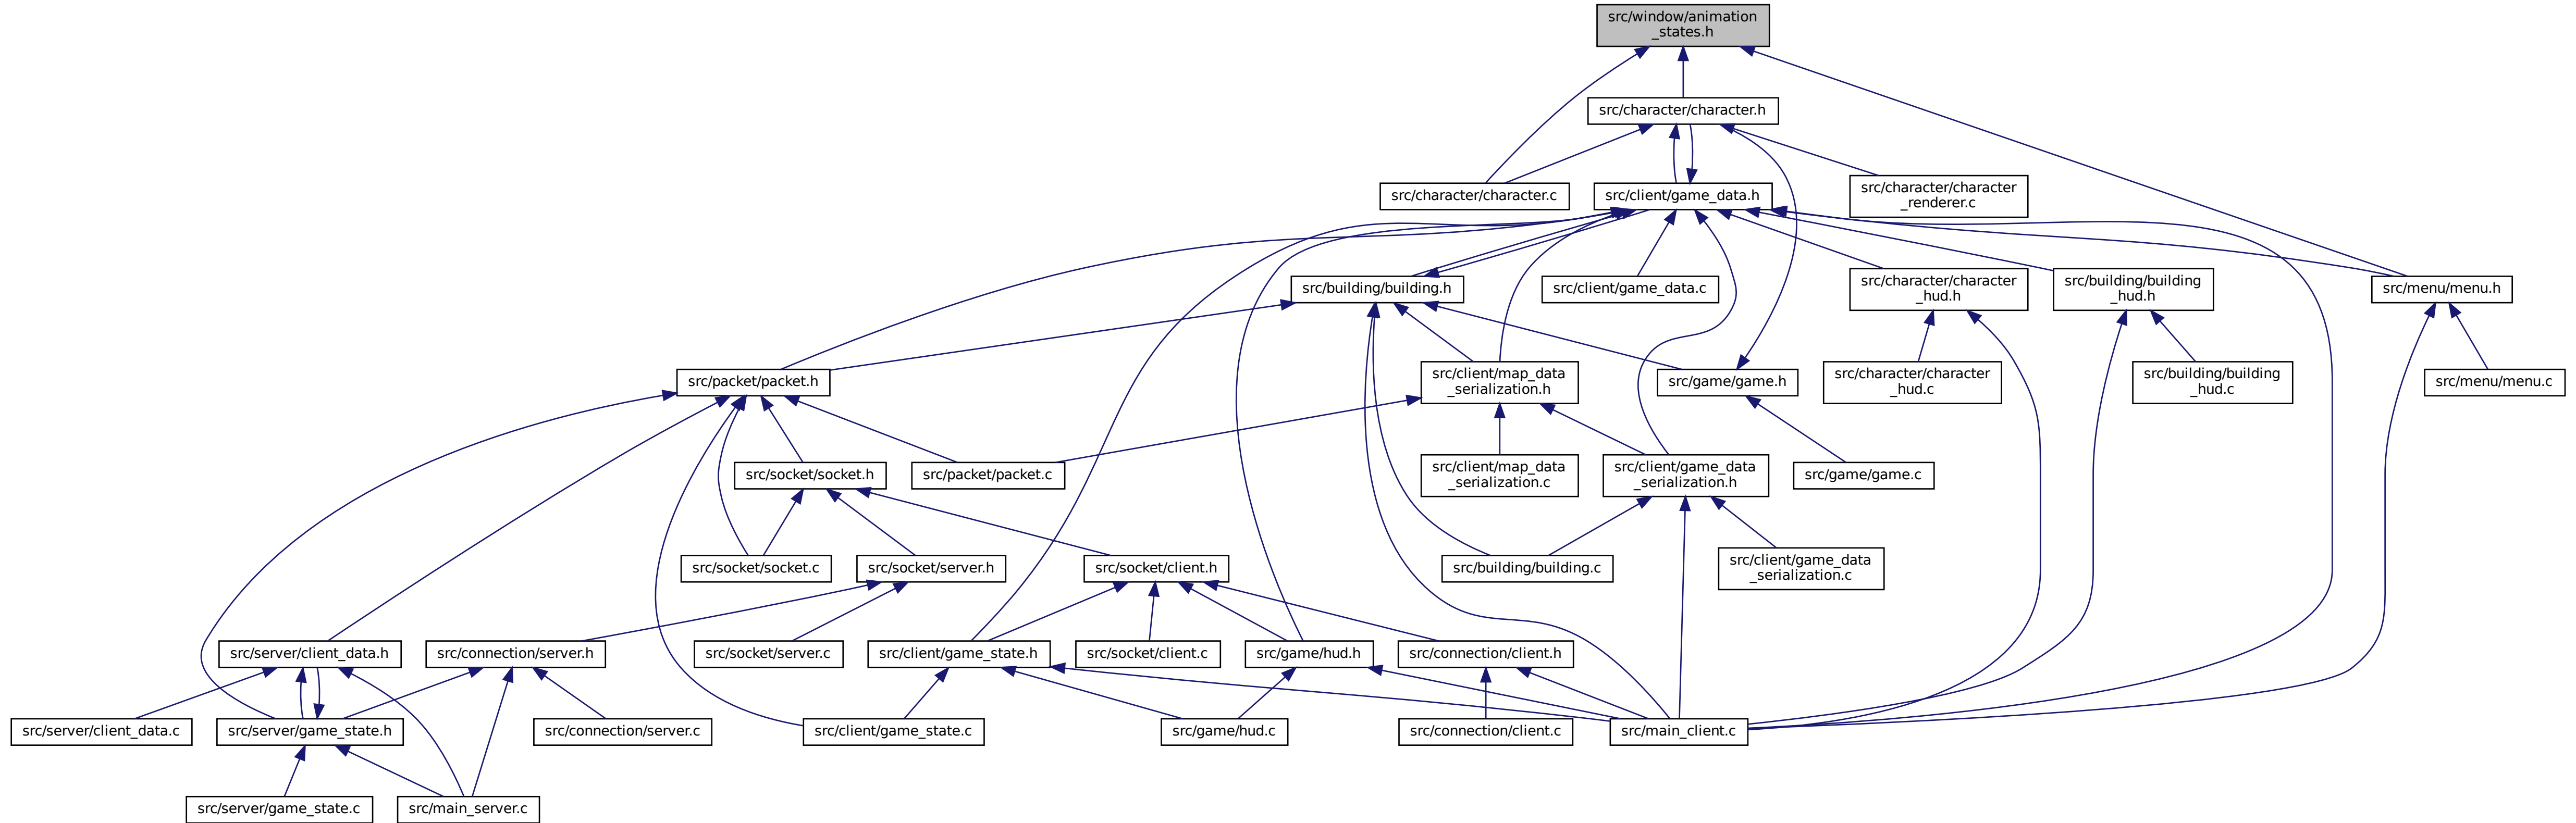 src/window/animation
_states.h
src/character/character.h
src/character/character.c
src/client/game_data.h
src/character/character
_renderer.c
src/building/building.h
src/client/game_data.c
src/character/character
_hud.h
src/building/building
_hud.h
src/menu/menu.h
src/packet/packet.h
src/client/map_data
_serialization.h
src/game/game.h
src/character/character
_hud.c
src/building/building
_hud.c
src/menu/menu.c
src/socket/socket.h
src/packet/packet.c
src/client/map_data
_serialization.c
src/client/game_data
_serialization.h
src/game/game.c
src/socket/socket.c
src/socket/server.h
src/socket/client.h
src/building/building.c
src/client/game_data
_serialization.c
src/server/client_data.h
src/connection/server.h
src/socket/server.c
src/client/game_state.h
src/socket/client.c
src/game/hud.h
src/connection/client.h
src/server/client_data.c
src/server/game_state.h
src/connection/server.c
src/client/game_state.c
src/game/hud.c
src/connection/client.c
src/main_client.c
src/server/game_state.c
src/main_server.c